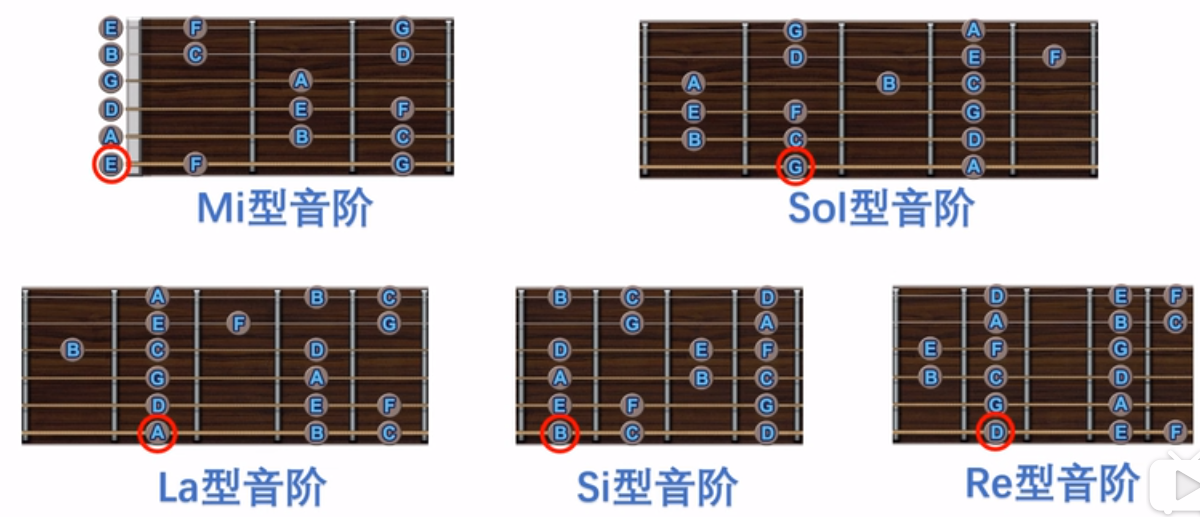 E F G
B C D
G A
D E F
A B C
E F G
Mi型音阶
G A
D E F
A B C
E F G
B C D
G A
Sol型音阶
A B C
E F G
B C D
G A
D E F
A B C
La型音阶
B C D
G A
D E F
A B C
E F G
B C D
Si型音阶
D E F
A B C
E F G
B C D
G A
D E F
Re型音阶